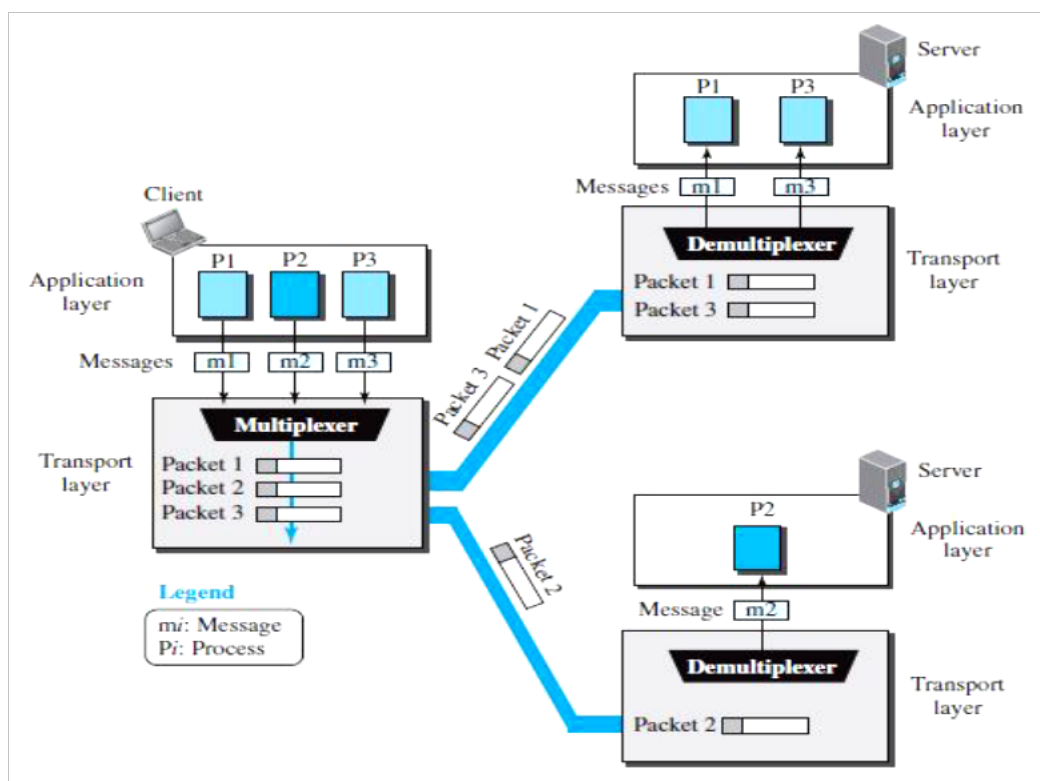 Client
Application
layer
P1 P2 P3
Messages m1 m2 m3
Transport
layer
Multiplexer
Packet 1
Packet 2
Packet 3
Legend
mi: Message
Pi: Process
Packet 3
Packet 1
Packet 2
Server
Application
layer
P1 P3
Messages m1 m3
Transport
layer
Demultiplexer
Packet 1
Packet 3
Server
Application
layer
P2
Message m2
Transport
layer
Demultiplexer
Packet 2